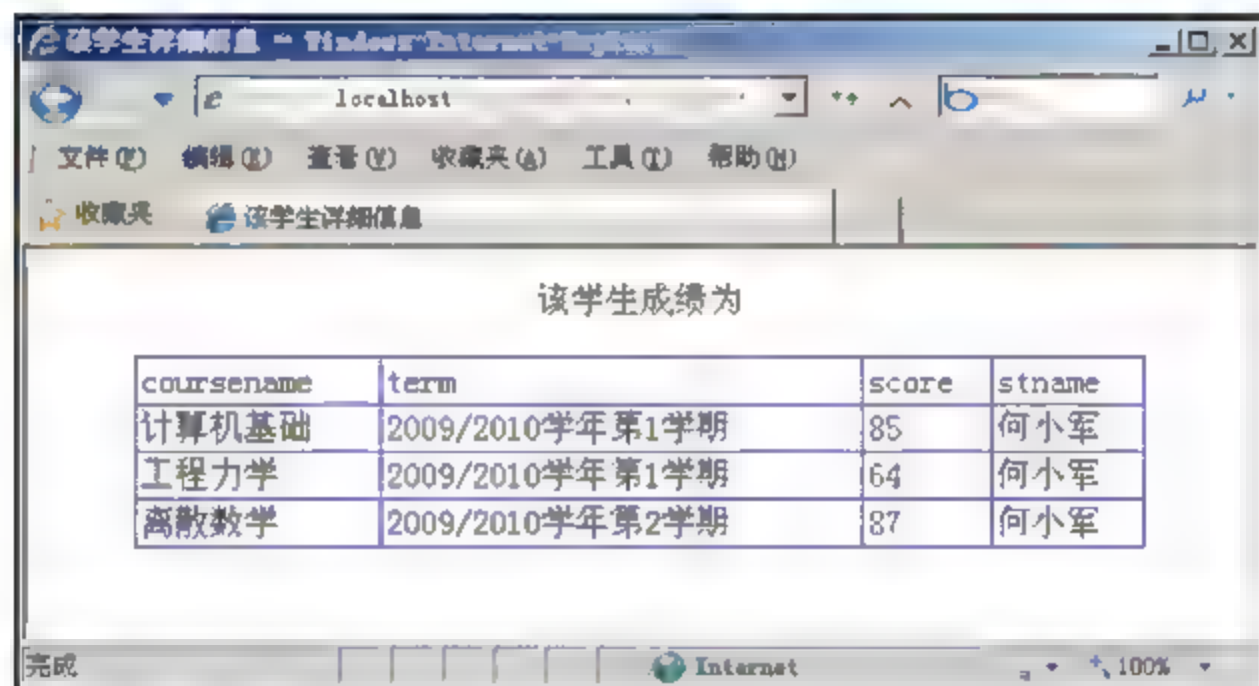 该学生详细信息 - Windows Internet
localhost
文件(F) 编辑(E) 查看(V) 收藏夹(A) 工具(T) 帮助(H)
收藏夹 该学生详细信息
该学生成绩为
coursename term score stname
计算机基础 2009/2010学年第1学期 85 何小军
工程力学 2009/2010学年第1学期 64 何小军
离散数学 2009/2010学年第2学期 87 何小军
完成 Internet 100%